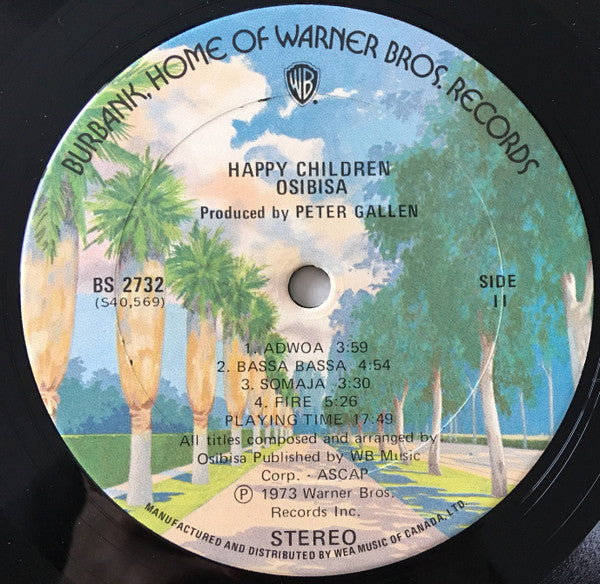 BURBANK, HOME OF WARNER BROS. RECORDS
WB
HAPPY CHILDREN
OSIBISA
Produced by PETER GALLEN
BS 2732
(S40,569)
SIDE
II
1. ADWOA 3:59
2. BASSA BASSA 4:54
3. SOMAJA 3:30
4. FIRE 5:26
PLAYING TIME 17:49
All titles composed and arranged by
Osibisa Published by WB Music
Corp. - ASCAP
Ⓟ 1973 Warner Bros.
Records Inc.
STEREO
MANUFACTURED AND DISTRIBUTED BY WEA MUSIC OF CANADA, LTD.